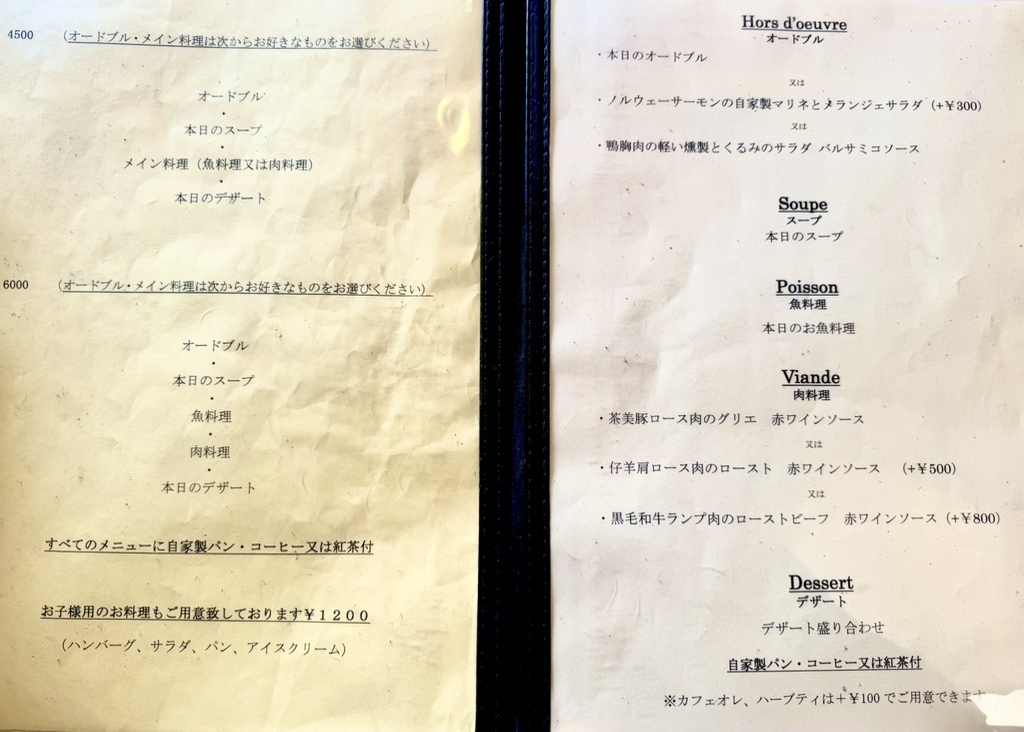 4500 (オードブル・メイン料理は次からお好きなものをお選びください)
オードブル
・
本日のスープ
・
メイン料理(魚料理又は肉料理)
・
本日のデザート
6000 (オードブル・メイン料理は次からお好きなものをお選びください)
オードブル
・
本日のスープ
・
魚料理
・
肉料理
・
本日のデザート
すべてのメニューに自家製パン・コーヒー又は紅茶付
お子様用のお料理もご用意致しております¥1200
(ハンバーグ、サラダ、パン、アイスクリーム)
Hors d'oeuvre
オードブル
・本日のオードブル
又は
・ノルウェーサーモンの自家製マリネとメランジェサラダ(+¥300)
又は
・鴨胸肉の軽い燻製とくるみのサラダ バルサミコソース
Soupe
スープ
本日のスープ
Poisson
魚料理
本日のお魚料理
Viande
肉料理
・茶美豚ロース肉のグリエ 赤ワインソース
又は
・仔羊肩ロース肉のロースト 赤ワインソース (+¥500)
又は
・黒毛和牛ランプ肉のローストビーフ 赤ワインソース(+¥800)
Dessert
デザート
デザート盛り合わせ
自家製パン・コーヒー又は紅茶付
※カフェオレ、ハーブティは+¥100でご用意できます